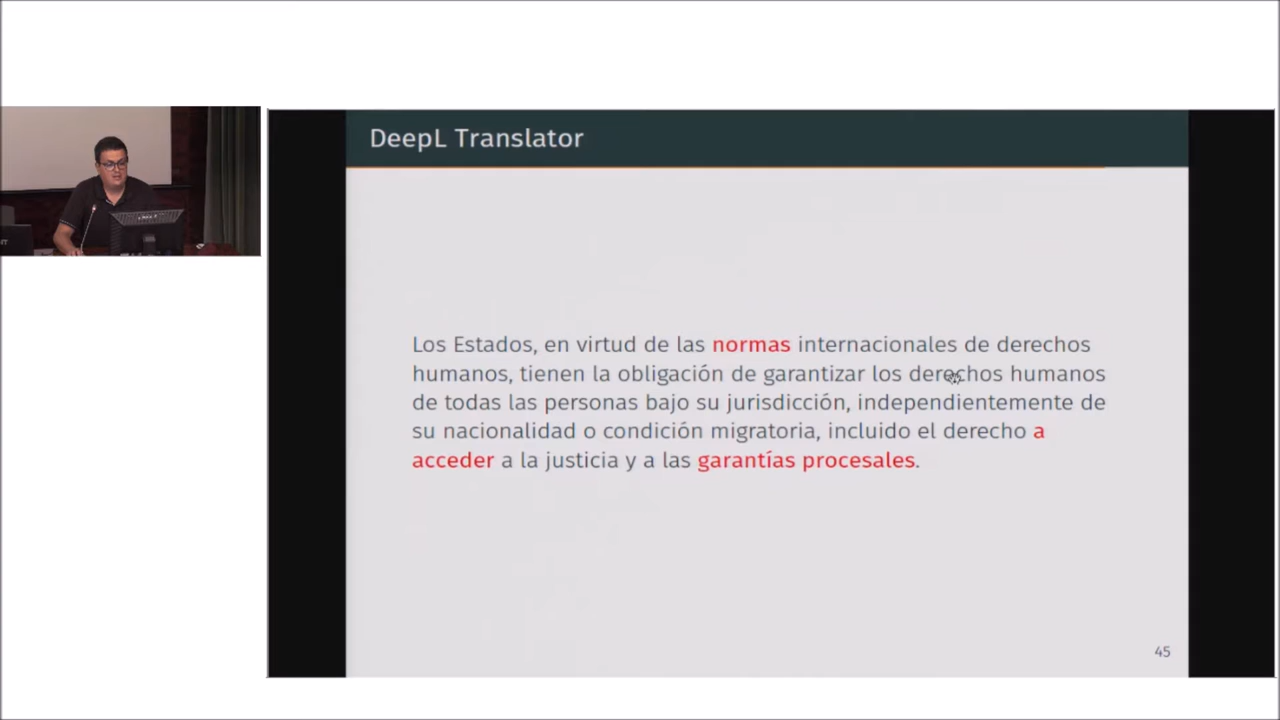 DeepL Translator
Los Estados, en virtud de las normas internacionales de derechos
humanos, tienen la obligación de garantizar los derechos humanos
de todas las personas bajo su jurisdicción, independientemente de
su nacionalidad o condición migratoria, incluido el derecho a
acceder a la justicia y a las garantías procesales.
45